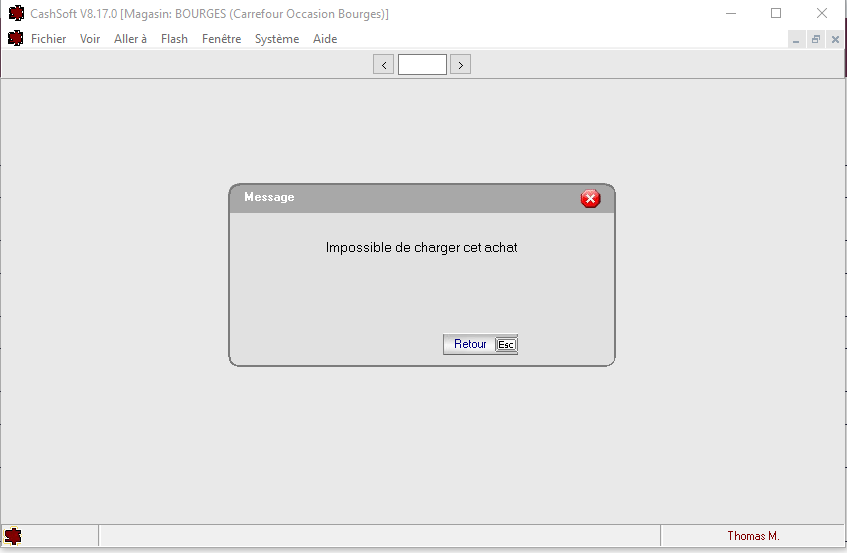 CashSoft V8.17.0 [Magasin: BOURGES (Carrefour Occasion Bourges)]
Fichier Voir Aller à Flash Fenêtre Système Aide
< >
Message
Impossible de charger cet achat
Retour Esc
Thomas M.